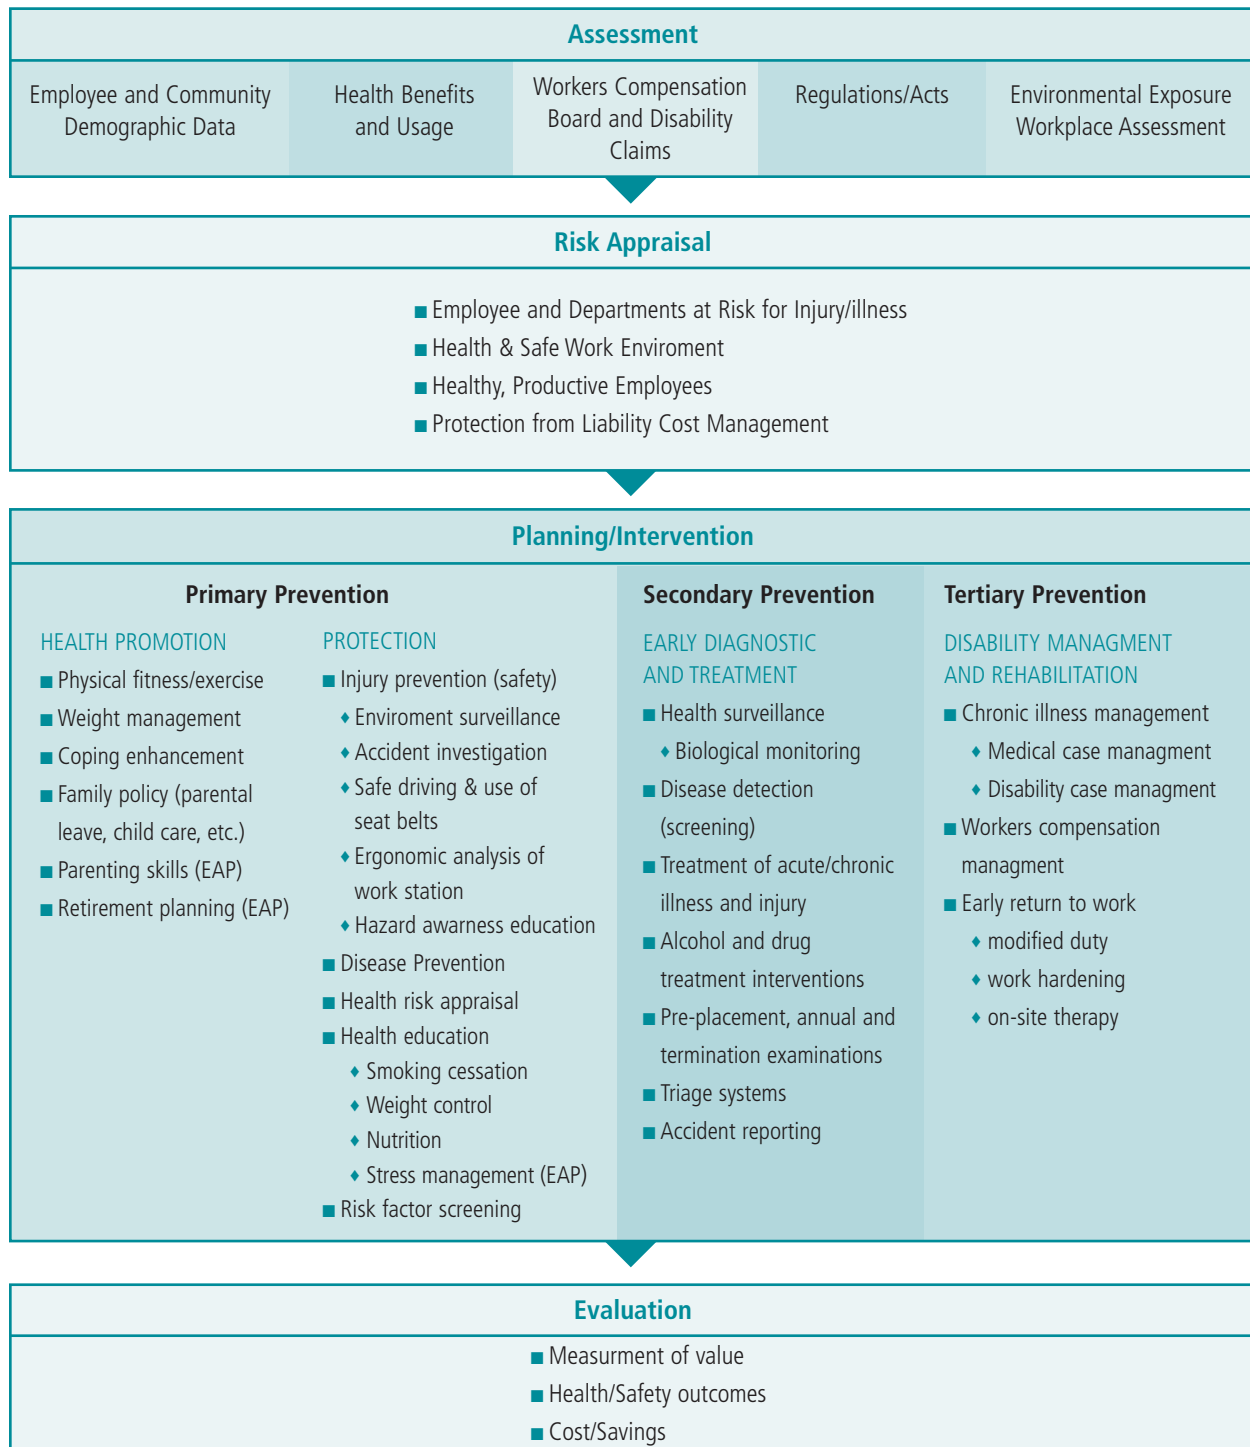 Assessment
Employee and Community
Demographic Data
Health Benefits
and Usage
Workers Compensation
Board and Disability
Claims
Regulations/Acts
Environmental Exposure
Workplace Assessment
Risk Appraisal
■ Employee and Departments at Risk for Injury/illness
■ Health & Safe Work Enviroment
■ Healthy, Productive Employees
■ Protection from Liability Cost Management
Planning/Intervention
Primary Prevention
HEALTH PROMOTION
■ Physical fitness/exercise
■ Weight management
■ Coping enhancement
■ Family policy (parental
leave, child care, etc.)
■ Parenting skills (EAP)
■ Retirement planning (EAP)
PROTECTION
■ Injury prevention (safety)
♦ Enviroment surveillance
♦ Accident investigation
♦ Safe driving & use of
seat belts
♦ Ergonomic analysis of
work station
♦ Hazard awarness education
■ Disease Prevention
■ Health risk appraisal
■ Health education
♦ Smoking cessation
♦ Weight control
♦ Nutrition
♦ Stress management (EAP)
■ Risk factor screening
Secondary Prevention
EARLY DIAGNOSTIC
AND TREATMENT
■ Health surveillance
♦ Biological monitoring
■ Disease detection
(screening)
■ Treatment of acute/chronic
illness and injury
■ Alcohol and drug
treatment interventions
■ Pre-placement, annual and
termination examinations
■ Triage systems
■ Accident reporting
Tertiary Prevention
DISABILITY MANAGMENT
AND REHABILITATION
■ Chronic illness management
♦ Medical case managment
♦ Disability case managment
■ Workers compensation
managment
■ Early return to work
♦ modified duty
♦ work hardening
♦ on-site therapy
Evaluation
■ Measurment of value
■ Health/Safety outcomes
■ Cost/Savings